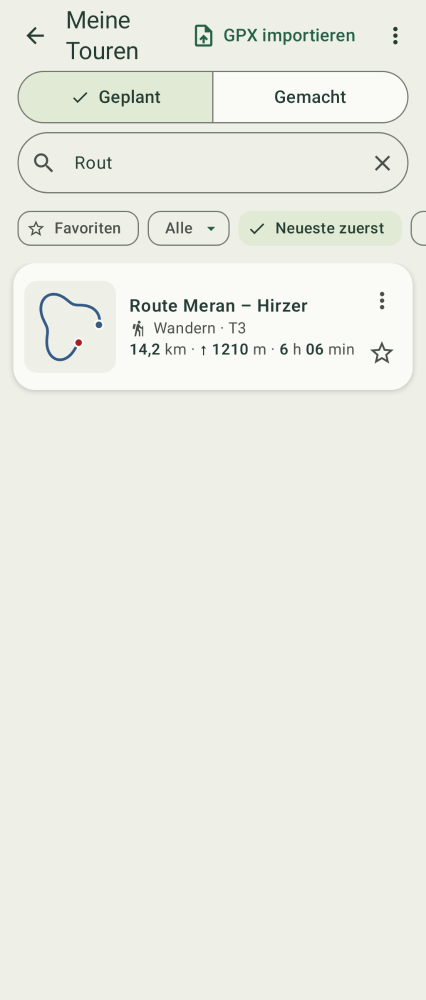 Meine
Touren
GPX importieren
Geplant
Gemacht
Rout
Favoriten
Alle
Neueste zuerst
Route Meran – Hirzer
Wandern · T3
14,2 km · ↑ 1210 m · 6 h 06 min